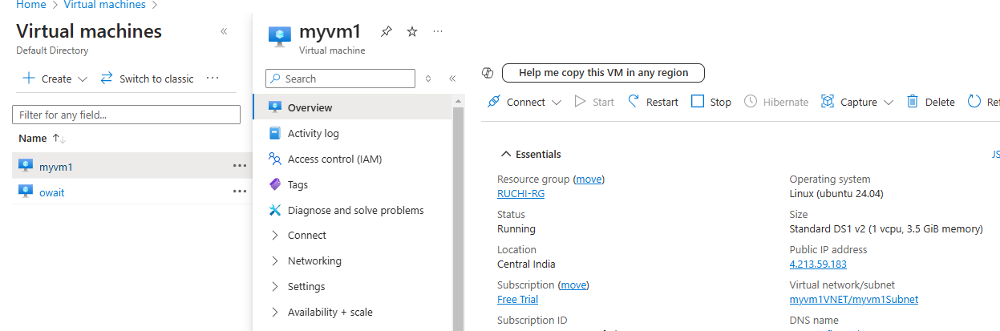 Home > Virtual machines >
Virtual machines
Default Directory
Create
Switch to classic
Filter for any field...
Name
myvm1
owait
myvm1
Virtual machine
Search
Overview
Activity log
Access control (IAM)
Tags
Diagnose and solve problems
Connect
Networking
Settings
Availability + scale
Help me copy this VM in any region
Connect
Start
Restart
Stop
Hibernate
Capture
Delete
Essentials
Resource group (move)
RUCHI-RG
Status
Running
Location
Central India
Subscription (move)
Free Trial
Subscription ID
Operating system
Linux (ubuntu 24.04)
Size
Standard DS1 v2 (1 vcpu, 3.5 GiB memory)
Public IP address
4.213.59.183
Virtual network/subnet
myvm1VNET/myvm1Subnet
DNS name